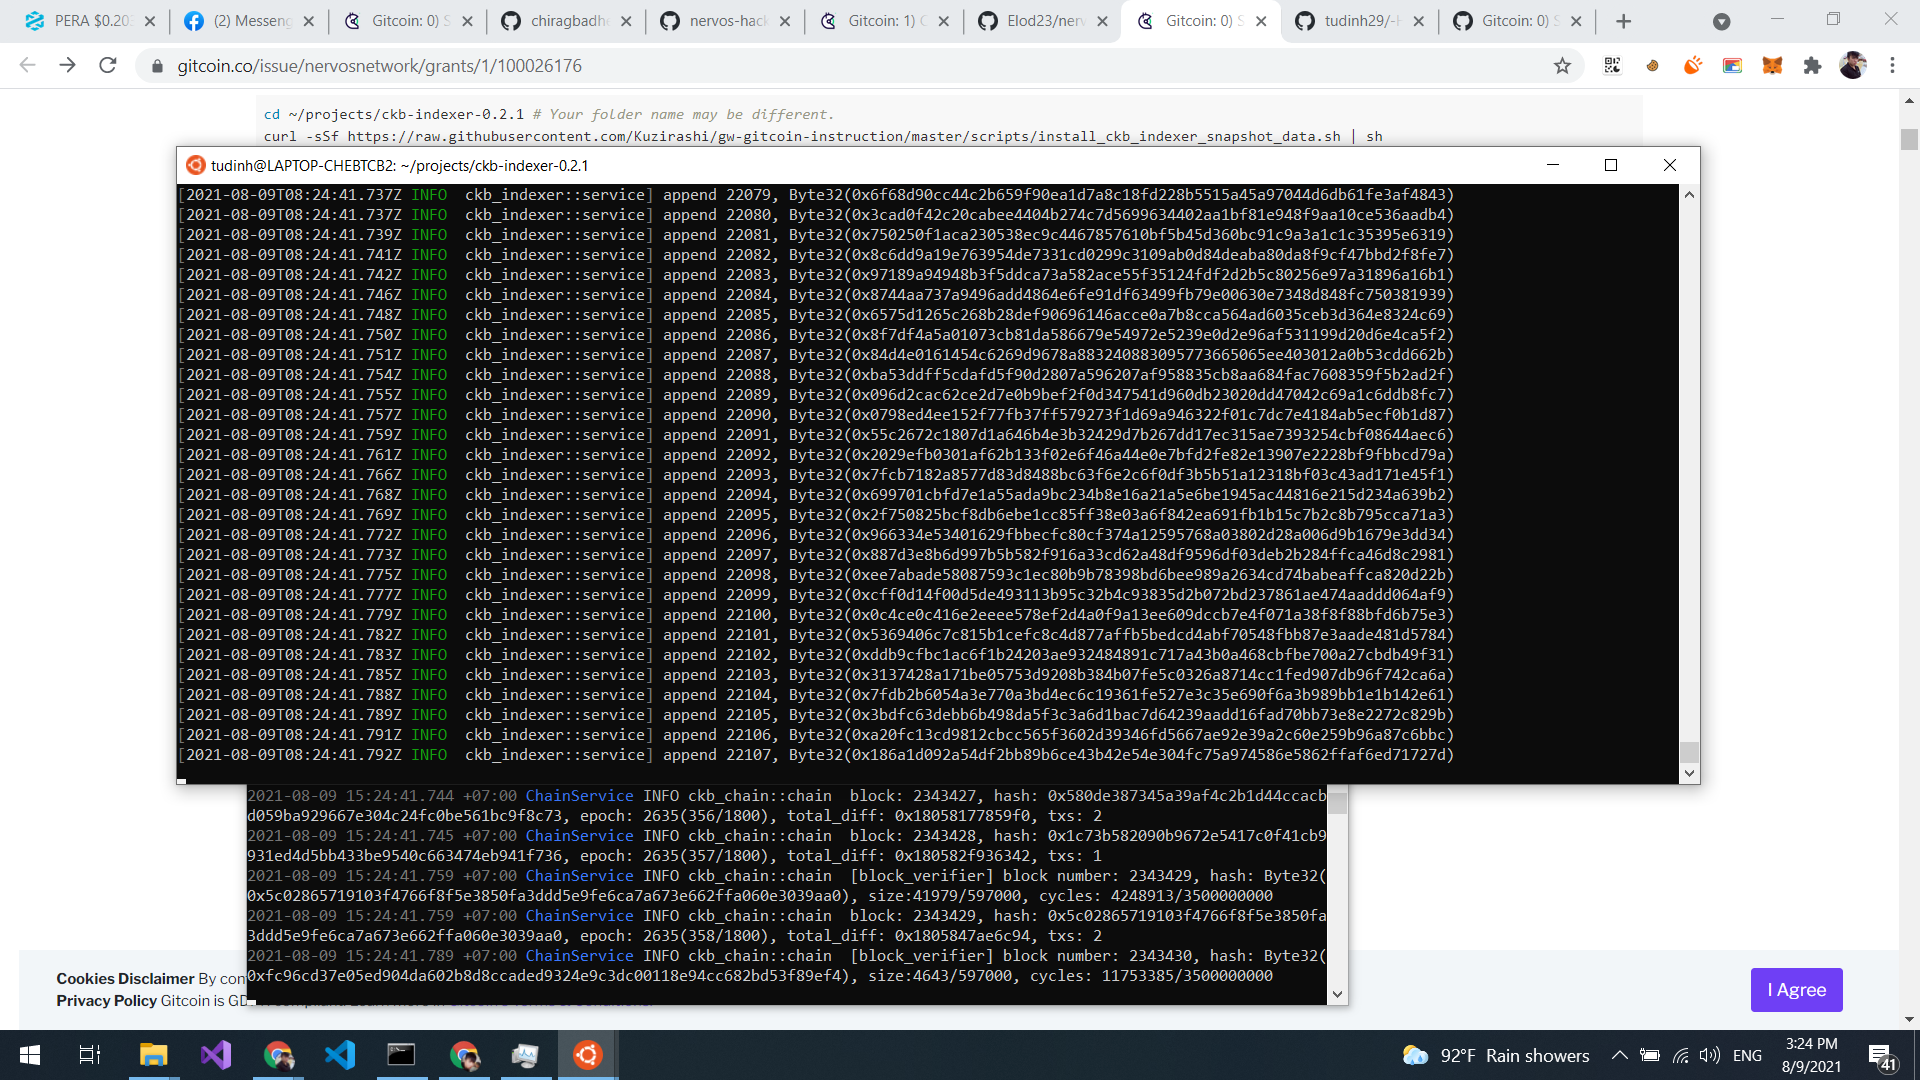 PERA $0.203
(2) Messeng
Gitcoin: 0) S
chiragbadhe
nervos-hack
Gitcoin: 1) C
Elod23/nerv
Gitcoin: 0) S
tudinh29/-H
Gitcoin: 0) S
gitcoin.co/issue/nervosnetwork/grants/1/100026176
cd ~/projects/ckb-indexer-0.2.1 # Your folder name may be different.
curl -sSf https://raw.githubusercontent.com/Kuzirashi/gw-gitcoin-instruction/master/scripts/install_ckb_indexer_snapshot_data.sh | sh
tudinh@LAPTOP-CHEBTCB2: ~/projects/ckb-indexer-0.2.1
[2021-08-09T08:24:41.737Z INFO  ckb_indexer::service] append 22079, Byte32(0x6f68d90cc44c2b659f90ea1d7a8c18fd228b5515a45a97044d6db61fe3af4843)
[2021-08-09T08:24:41.737Z INFO  ckb_indexer::service] append 22080, Byte32(0x3cad0f42c20cabee4404b274c7d5699634402aa1bf81e948f9aa10ce536aadb4)
[2021-08-09T08:24:41.739Z INFO  ckb_indexer::service] append 22081, Byte32(0x750250f1aca230538ec9c4467857610bf5b45d360bc91c9a3a1c1c35395e6319)
[2021-08-09T08:24:41.741Z INFO  ckb_indexer::service] append 22082, Byte32(0x8c6dd9a19e763954de7331cd0299c3109ab0d84deaba80da8f9cf47bbd2f8fe7)
[2021-08-09T08:24:41.742Z INFO  ckb_indexer::service] append 22083, Byte32(0x97189a94948b3f5ddca73a582ace55f35124fdf2d2b5c80256e97a31896a16b1)
[2021-08-09T08:24:41.746Z INFO  ckb_indexer::service] append 22084, Byte32(0x8744aa737a9496add4864e6fe91df63499fb79e00630e7348d848fc750381939)
[2021-08-09T08:24:41.748Z INFO  ckb_indexer::service] append 22085, Byte32(0x6575d1265c268b28def90696146acce0a7b8cca564ad6035ceb3d364e8324c69)
[2021-08-09T08:24:41.750Z INFO  ckb_indexer::service] append 22086, Byte32(0x8f7df4a5a01073cb81da586679e54972e5239e0d2e96af531199d20d6e4ca5f2)
[2021-08-09T08:24:41.751Z INFO  ckb_indexer::service] append 22087, Byte32(0x84d4e0161454c6269d9678a883240883095773665065ee403012a0b53cdd662b)
[2021-08-09T08:24:41.754Z INFO  ckb_indexer::service] append 22088, Byte32(0xba53ddff5cdafd5f90d2807a596207af958835cb8aa684fac7608359f5b2ad2f)
[2021-08-09T08:24:41.755Z INFO  ckb_indexer::service] append 22089, Byte32(0x096d2cac62ce2d7e0b9bef2f0d347541d960db23020dd47042c69a1c6ddb8fc7)
[2021-08-09T08:24:41.757Z INFO  ckb_indexer::service] append 22090, Byte32(0x0798ed4ee152f77fb37ff579273f1d69a946322f01c7dc7e4184ab5ecf0b1d87)
[2021-08-09T08:24:41.759Z INFO  ckb_indexer::service] append 22091, Byte32(0x55c2672c1807d1a646b4e3b32429d7b267dd17ec315ae7393254cbf08644aec6)
[2021-08-09T08:24:41.761Z INFO  ckb_indexer::service] append 22092, Byte32(0x2029efb0301af62b133f02e6f46a44e0e7bfd2fe82e13907e2228bf9fbbcd79a)
[2021-08-09T08:24:41.766Z INFO  ckb_indexer::service] append 22093, Byte32(0x7fcb7182a8577d83d8488bc63f6e2c6f0df3b5b51a12318bf03c43ad171e45f1)
[2021-08-09T08:24:41.768Z INFO  ckb_indexer::service] append 22094, Byte32(0x699701cbfd7e1a55ada9bc234b8e16a21a5e6be1945ac44816e215d234a639b2)
[2021-08-09T08:24:41.769Z INFO  ckb_indexer::service] append 22095, Byte32(0x2f750825bcf8db6ebe1cc85ff38e03a6f842ea691fb1b15c7b2c8b795cca71a3)
[2021-08-09T08:24:41.772Z INFO  ckb_indexer::service] append 22096, Byte32(0x966334e53401629fbbecfc80cf374a12595768a03802d28a006d9b1679e3dd34)
[2021-08-09T08:24:41.773Z INFO  ckb_indexer::service] append 22097, Byte32(0x887d3e8b6d997b5b582f916a33cd62a48df9596df03deb2b284ffca46d8c2981)
[2021-08-09T08:24:41.775Z INFO  ckb_indexer::service] append 22098, Byte32(0xee7abade58087593c1ec80b9b78398bd6bee989a2634cd74babeaffca820d22b)
[2021-08-09T08:24:41.777Z INFO  ckb_indexer::service] append 22099, Byte32(0xcff0d14f00d5de493113b95c32b4c93835d2b072bd237861ae474aaddd064af9)
[2021-08-09T08:24:41.779Z INFO  ckb_indexer::service] append 22100, Byte32(0x0c4ce0c416e2eeee578ef2d4a0f9a13ee609dccb7e4f071a38f8f88bfd6b75e3)
[2021-08-09T08:24:41.782Z INFO  ckb_indexer::service] append 22101, Byte32(0x5369406c7c815b1cefc8c4d877affb5bedcd4abf70548fbb87e3aade481d5784)
[2021-08-09T08:24:41.783Z INFO  ckb_indexer::service] append 22102, Byte32(0xddb9cfbc1ac6f1b24203ae932484891c717a43b0a468cbfbe700a27cbdb49f31)
[2021-08-09T08:24:41.785Z INFO  ckb_indexer::service] append 22103, Byte32(0x3137428a171be05753d9208b384b07fe5c0326a8714cc1fed907db96f742ca6a)
[2021-08-09T08:24:41.788Z INFO  ckb_indexer::service] append 22104, Byte32(0x7fdb2b6054a3e770a3bd4ec6c19361fe527e3c35e690f6a3b989bb1e1b142e61)
[2021-08-09T08:24:41.789Z INFO  ckb_indexer::service] append 22105, Byte32(0x3bdfc63debb6b498da5f3c3a6d1bac7d64239aadd16fad70bb73e8e2272c829b)
[2021-08-09T08:24:41.791Z INFO  ckb_indexer::service] append 22106, Byte32(0xa20fc13cd9812cbcc565f3602d39346fd5667ae92e39a2c60e259b96a87c6bbc)
[2021-08-09T08:24:41.792Z INFO  ckb_indexer::service] append 22107, Byte32(0x186a1d092a54df2bb89b6ce43b42e54e304fc75a974586e5862ffaf6ed71727d)
2021-08-09 15:24:41.744 +07:00 ChainService INFO ckb_chain::chain  block: 2343427, hash: 0x580de387345a39af4c2b1d44ccacb
d059ba929667e304c24fc0be561bc9f8c73, epoch: 2635(356/1800), total_diff: 0x18058177859f0, txs: 2
2021-08-09 15:24:41.745 +07:00 ChainService INFO ckb_chain::chain  block: 2343428, hash: 0x1c73b582090b9672e5417c0f41cb9
931ed4d5bb433be9540c663474eb941f736, epoch: 2635(357/1800), total_diff: 0x180582f936342, txs: 1
2021-08-09 15:24:41.759 +07:00 ChainService INFO ckb_chain::chain  [block_verifier] block number: 2343429, hash: Byte32(
0x5c02865719103f4766f8f5e3850fa3ddd5e9fe6ca7a673e662ffa060e3039aa0), size:41979/597000, cycles: 4248913/3500000000
2021-08-09 15:24:41.759 +07:00 ChainService INFO ckb_chain::chain  block: 2343429, hash: 0x5c02865719103f4766f8f5e3850fa
3ddd5e9fe6ca7a673e662ffa060e3039aa0, epoch: 2635(358/1800), total_diff: 0x1805847ae6c94, txs: 2
2021-08-09 15:24:41.789 +07:00 ChainService INFO ckb_chain::chain  [block_verifier] block number: 2343430, hash: Byte32(
0xfc96cd37e05ed904da602b8d8ccaded9324e9c3dc00118e94cc682bd53f89ef4), size:4643/597000, cycles: 11753385/3500000000
Cookies Disclaimer By con
Privacy Policy Gitcoin is GD
I Agree
92°F Rain showers
ENG
3:24 PM
8/9/2021
41